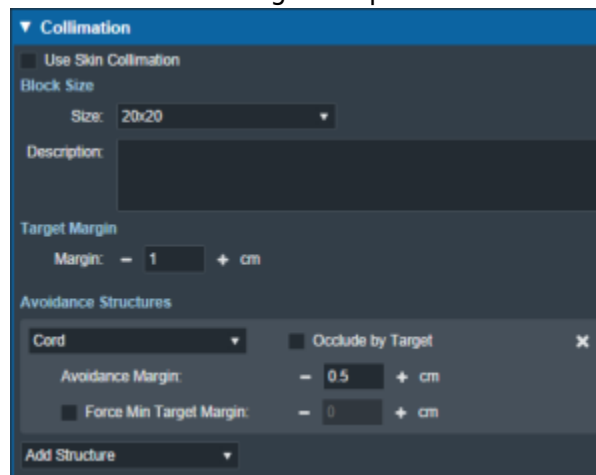 ▼ Collimation
Use Skin Collimation
Block Size
Size: 20x20
Description:
Target Margin
Margin: − 1 + cm
Avoidance Structures
Cord Occlude by Target ×
Avoidance Margin: − 0.5 + cm
Force Min Target Margin: − 0 + cm
Add Structure